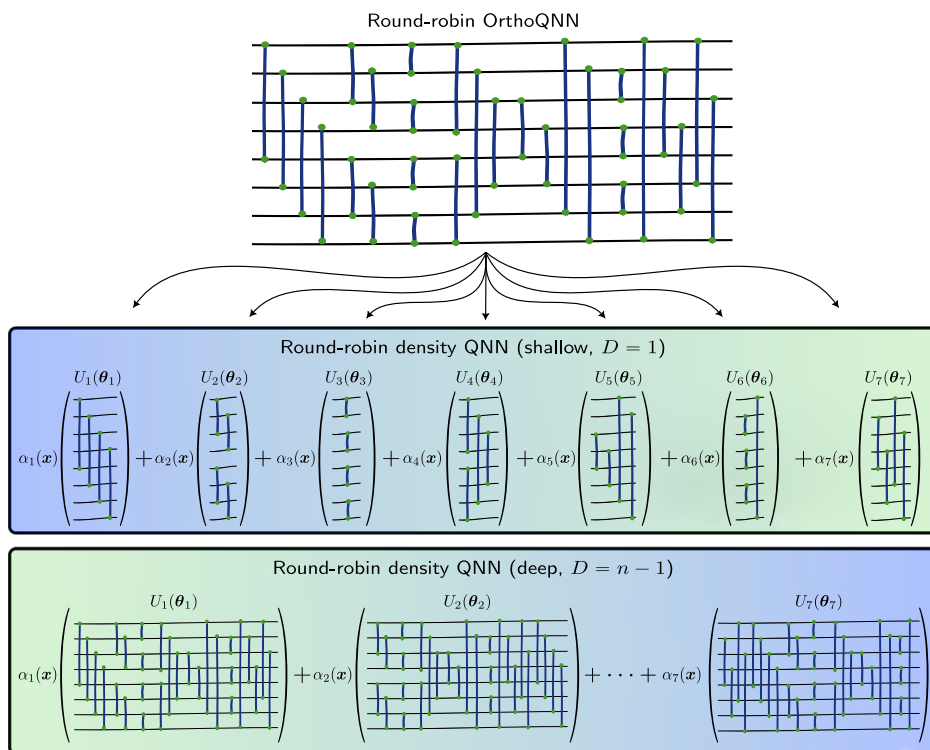 Round-robin OrthoQNN
Round-robin density QNN (shallow, D = 1)
U₁(θ₁) U₂(θ₂) U₃(θ₃) U₄(θ₄) U₅(θ₅) U₆(θ₆) U₇(θ₇)
α₁(x) ( ) + α₂(x) ( ) + α₃(x) ( ) + α₄(x) ( ) + α₅(x) ( ) + α₆(x) ( ) + α₇(x) ( )
Round-robin density QNN (deep, D = n − 1)
U₁(θ₁) U₂(θ₂) U₇(θ₇)
α₁(x) ( ) + α₂(x) ( ) + ⋯ + α₇(x) ( )